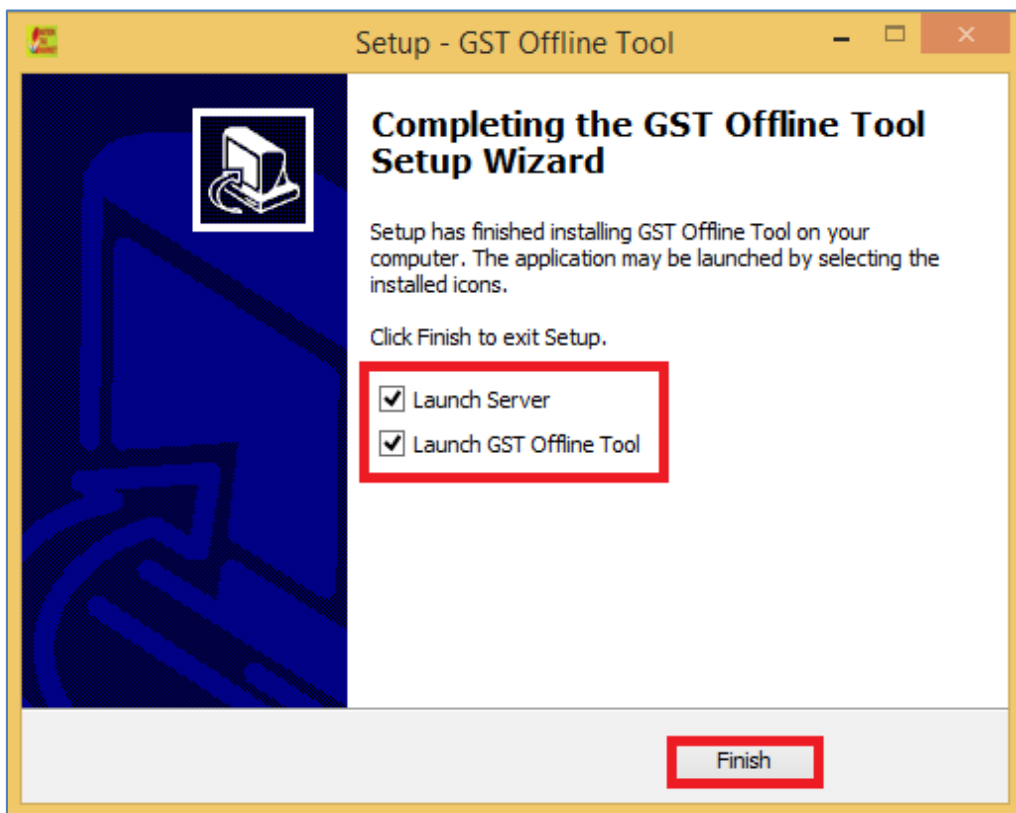 Setup - GST Offline Tool
Completing the GST Offline Tool
Setup Wizard
Setup has finished installing GST Offline Tool on your
computer. The application may be launched by selecting the
installed icons.
Click Finish to exit Setup.
Launch Server
Launch GST Offline Tool
Finish